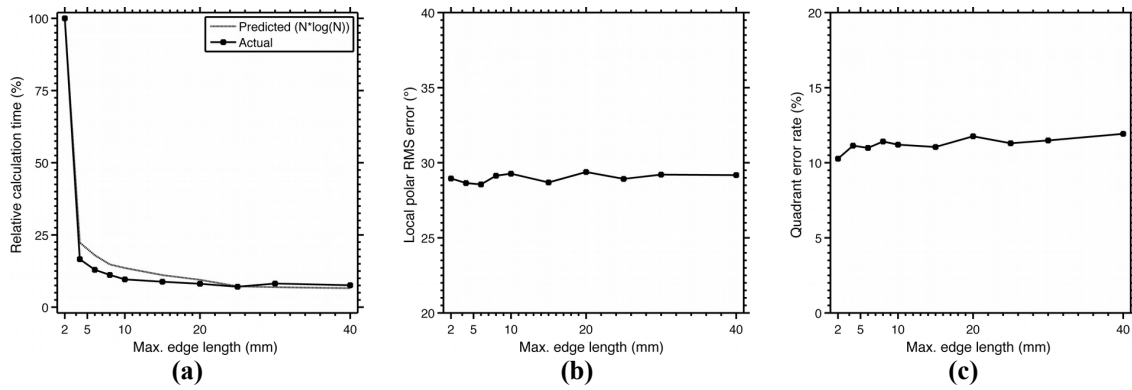 Relative calculation time (%)
100
75
50
25
0
Predicted (N*log(N))
Actual
2 5 10 20 40
Max. edge length (mm)
(a)
Local polar RMS error (°)
40
35
30
25
20
2 5 10 20 40
Max. edge length (mm)
(b)
Quadrant error rate (%)
20
15
10
5
0
2 5 10 20 40
Max. edge length (mm)
(c)